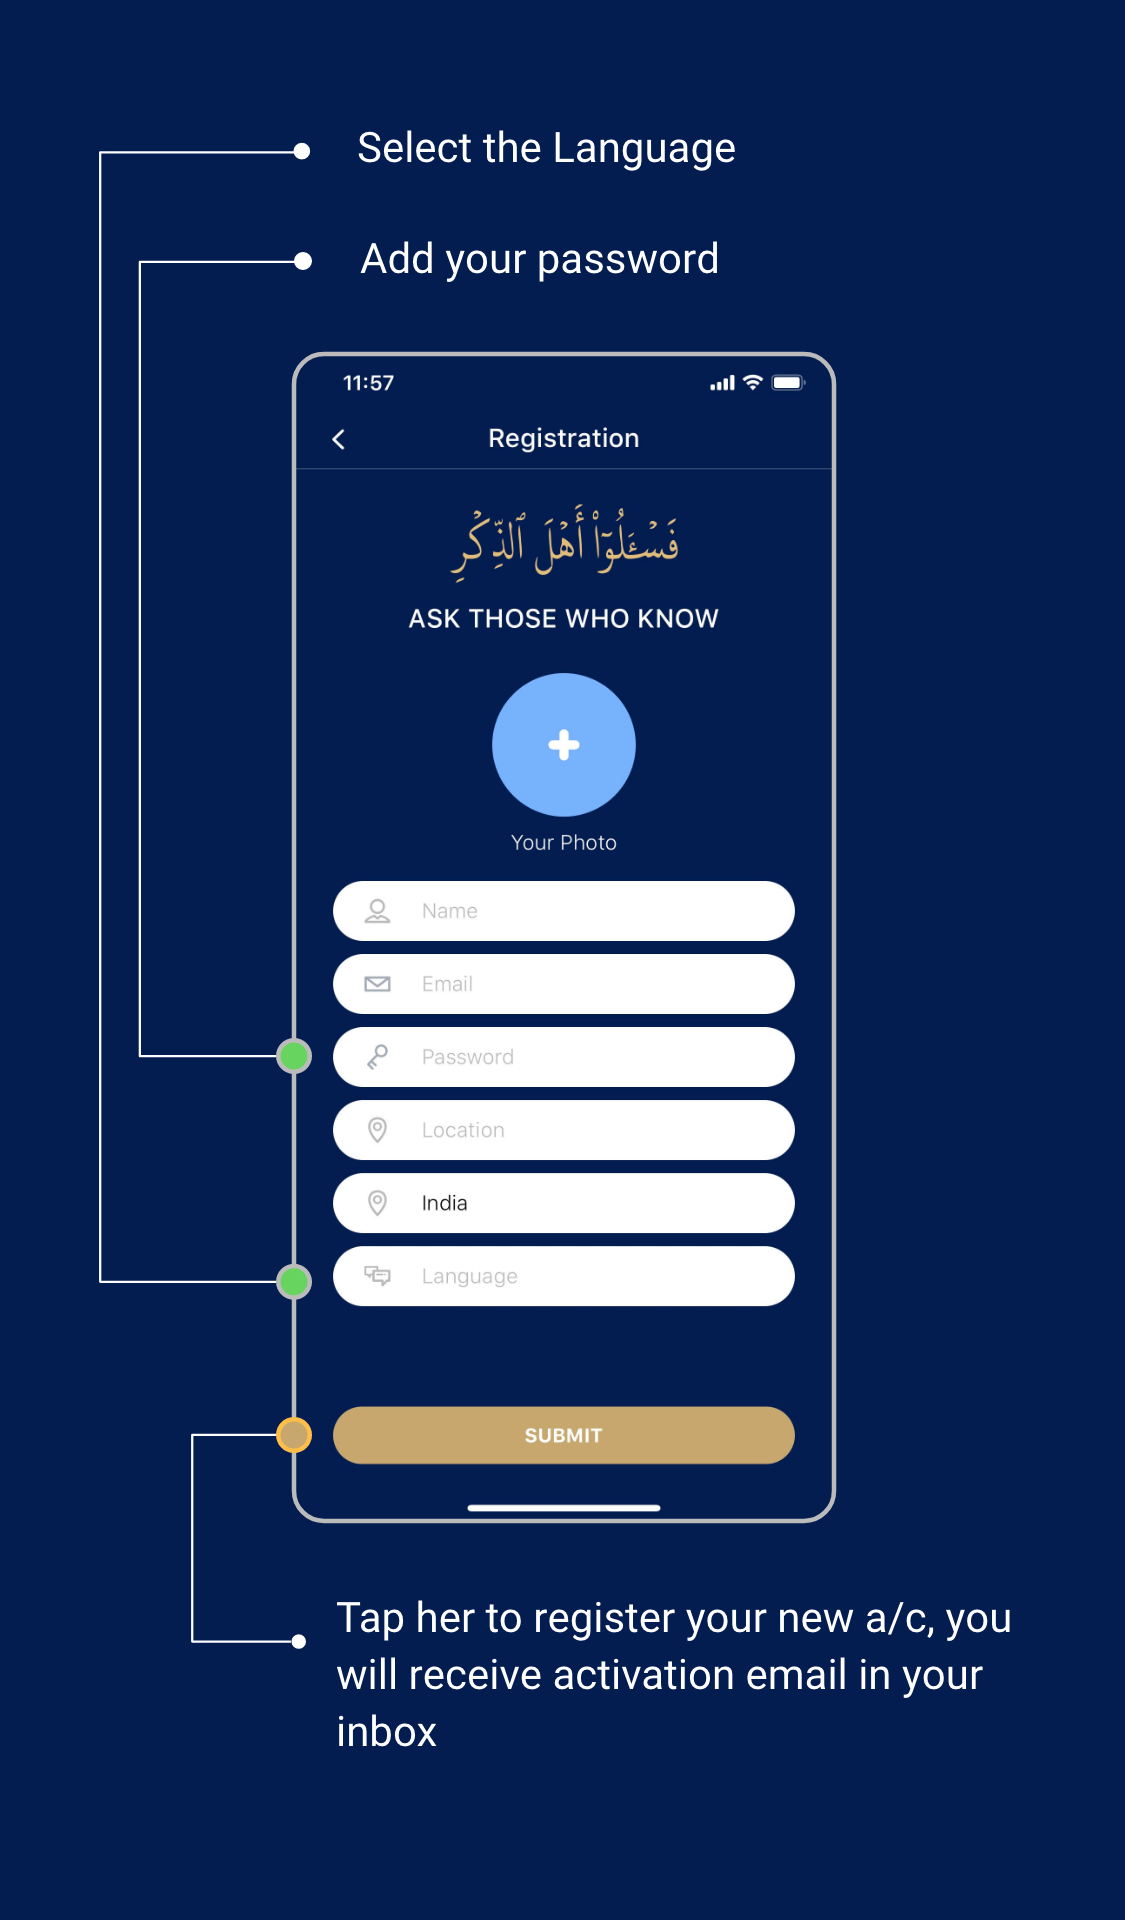 Select the Language
Add your password
11:57
Registration
فَسْـَٔلُوٓا۟ أَهْلَ ٱلذِّكْرِ
ASK THOSE WHO KNOW
Your Photo
Name
Email
Password
Location
India
Language
SUBMIT
Tap her to register your new a/c, you
will receive activation email in your
inbox